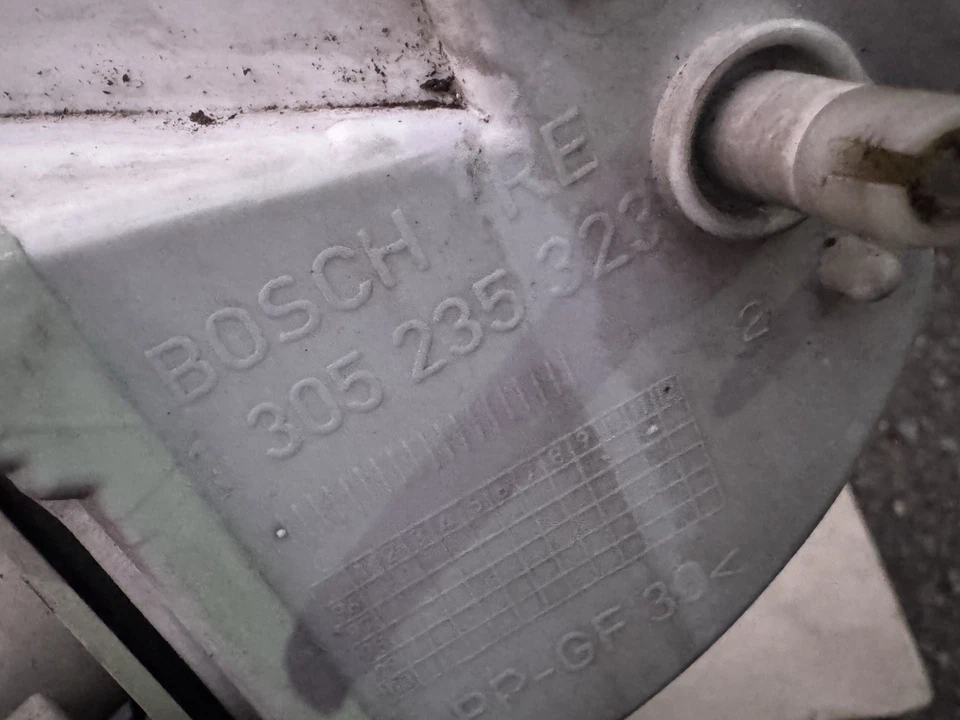 BOSCH RE
305 235 323
2
PP-GF 30<